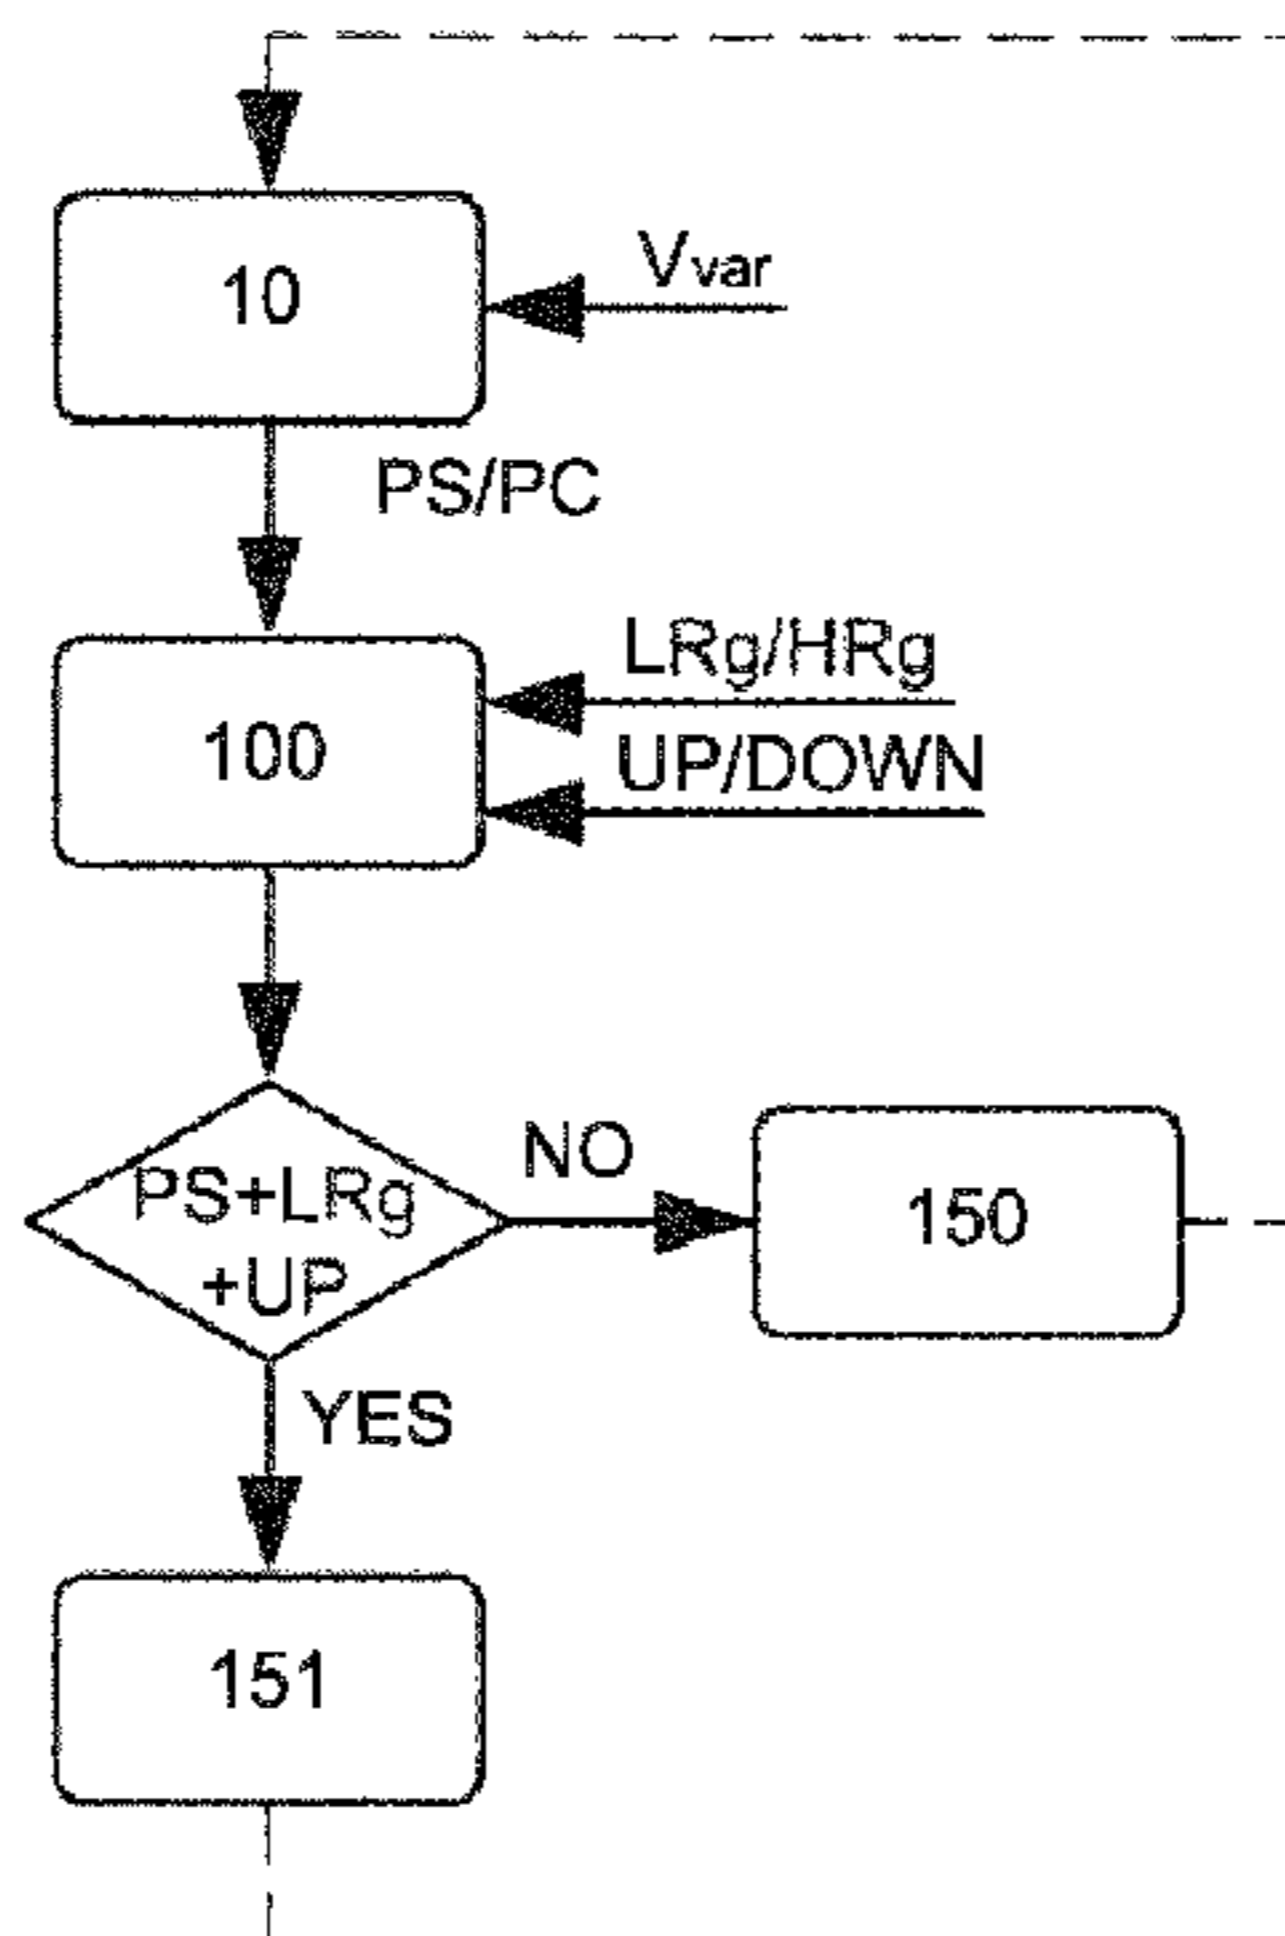 10
Vvar
PS/PC
LRg/HRg
100
UP/DOWN
PS+LRg
+UP
NO
150
YES
151